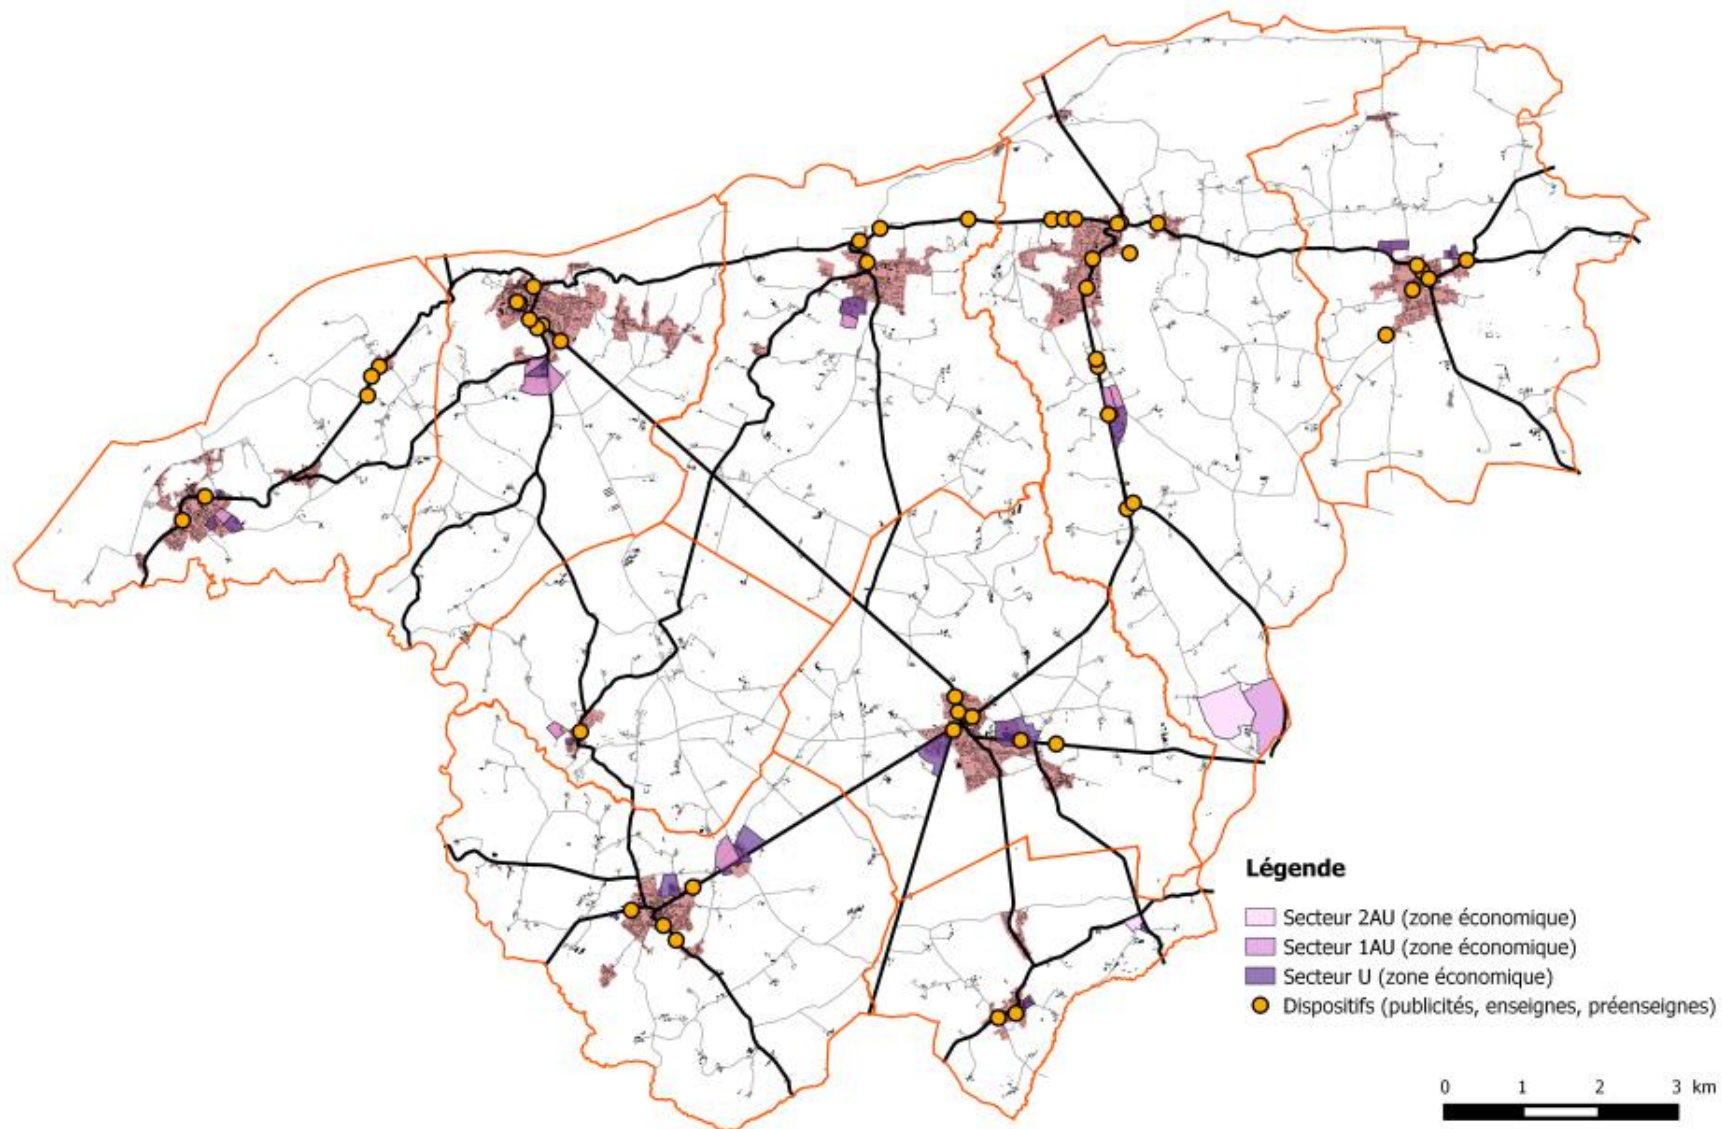 Légende
Secteur 2AU (zone économique)
Secteur 1AU (zone économique)
Secteur U (zone économique)
Dispositifs (publicités, enseignes, préenseignes)
0 1 2 3 km